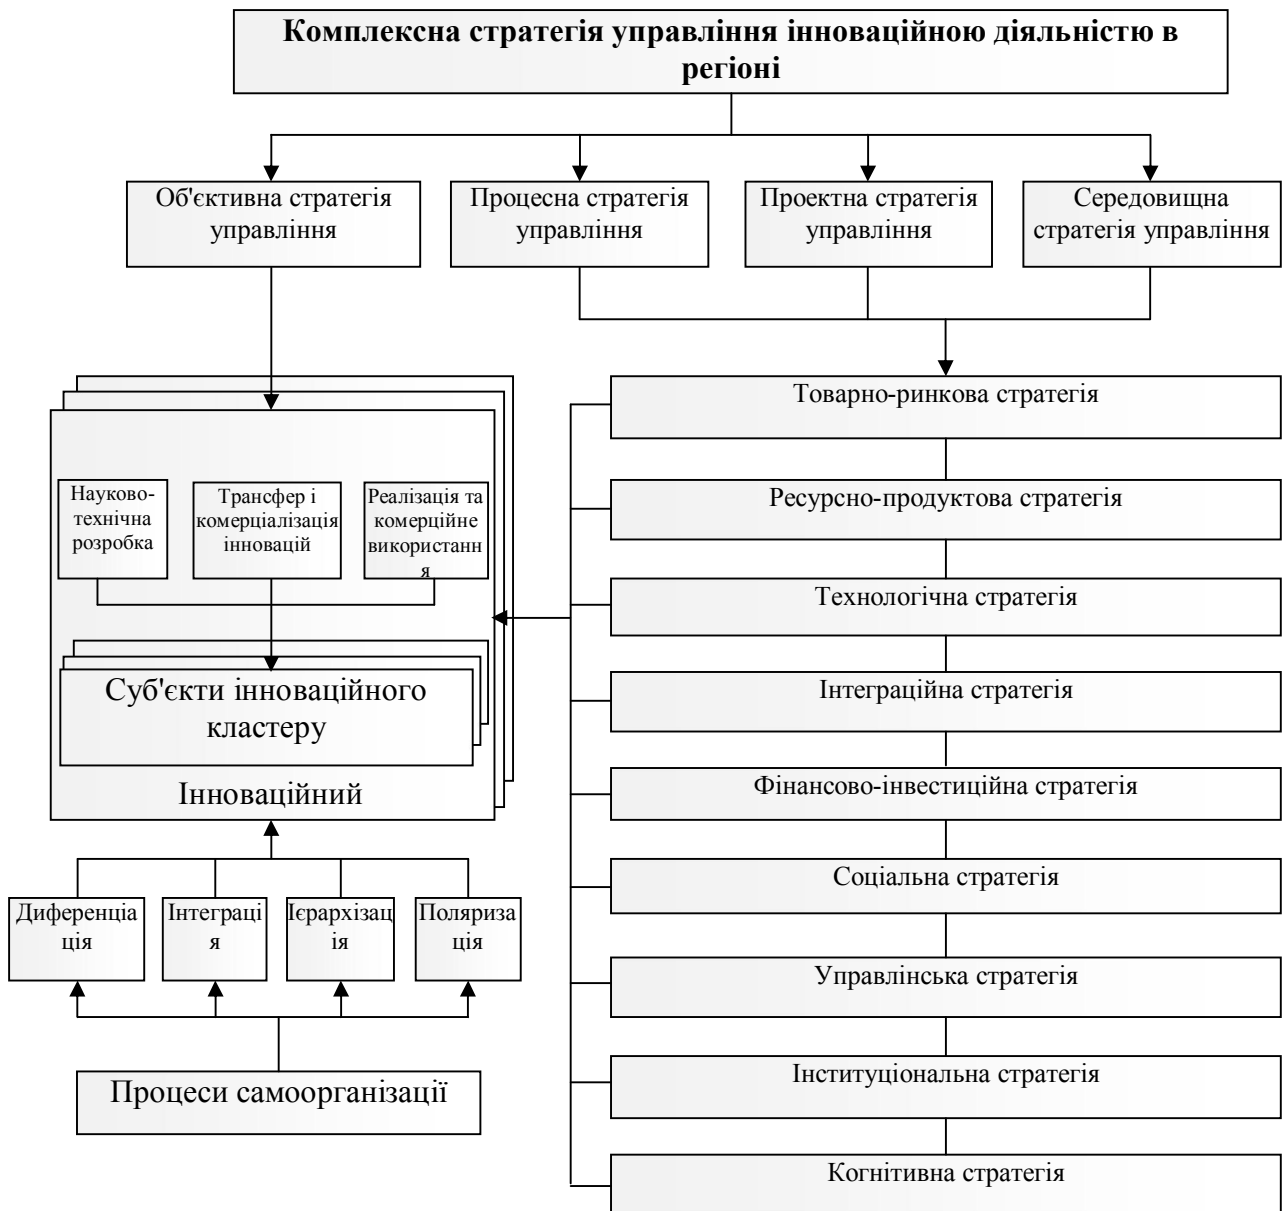 Комплексна стратегія управління інноваційною діяльністю в
регіоні
Об'єктивна стратегія
управління
Процесна стратегія
управління
Проектна стратегія
управління
Середовищна
стратегія управління
Товарно-ринкова стратегія
Ресурсно-продуктова стратегія
Технологічна стратегія
Інтеграційна стратегія
Фінансово-інвестиційна стратегія
Соціальна стратегія
Управлінська стратегія
Інституціональна стратегія
Когнітивна стратегія
Науково-
технічна
розробка
Трансфер і
комерціалізація
інновацій
Реалізація та
комерційне
використанн
я
Суб'єкти інноваційного
кластеру
Інноваційний
Диференці
ація
Інтеграці
я
Ієрархізац
ія
Поляриза
ція
Процеси самоорганізації